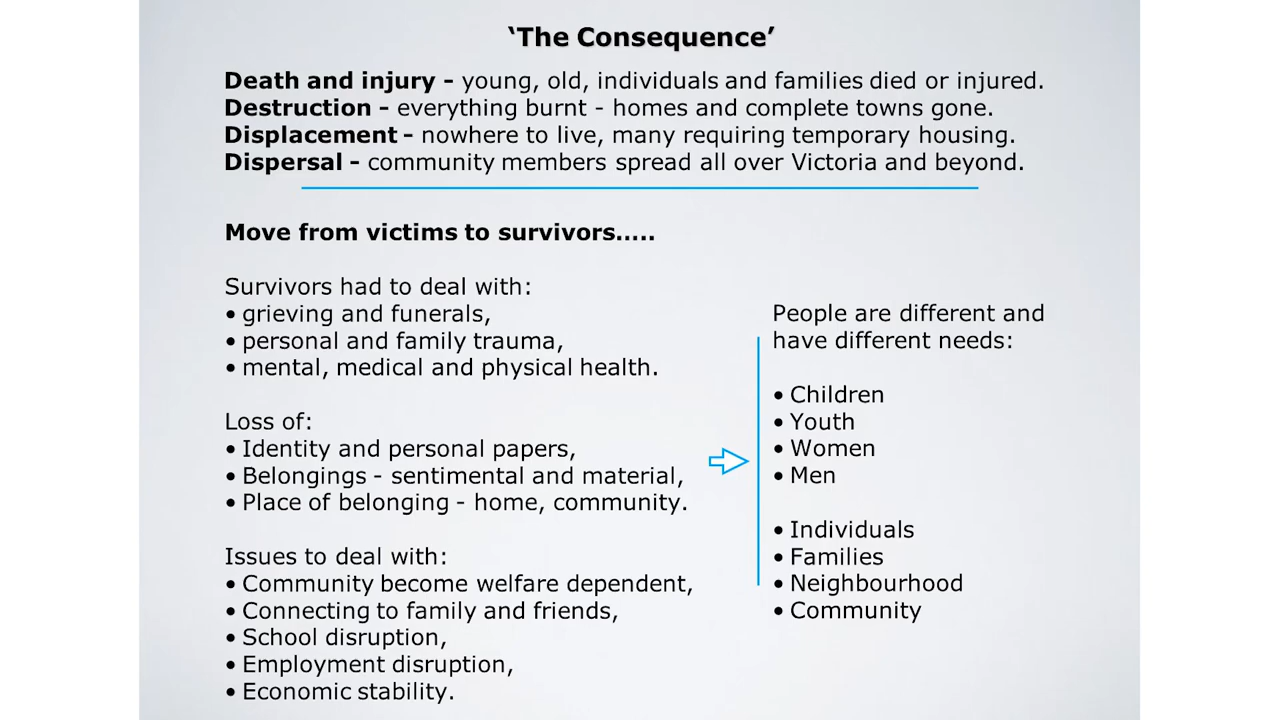 ‘The Consequence’
Death and injury – young, old, individuals and families died or injured.
Destruction – everything burnt - homes and complete towns gone.
Displacement – nowhere to live, many requiring temporary housing.
Dispersal – community members spread all over Victoria and beyond.
Move from victims to survivors.....
Survivors had to deal with:
• grieving and funerals,
• personal and family trauma,
• mental, medical and physical health.
Loss of:
• Identity and personal papers,
• Belongings - sentimental and material,
• Place of belonging - home, community.
Issues to deal with:
• Community become welfare dependent,
• Connecting to family and friends,
• School disruption,
• Employment disruption,
• Economic stability.
People are different and
have different needs:
• Children
• Youth
• Women
• Men
• Individuals
• Families
• Neighbourhood
• Community